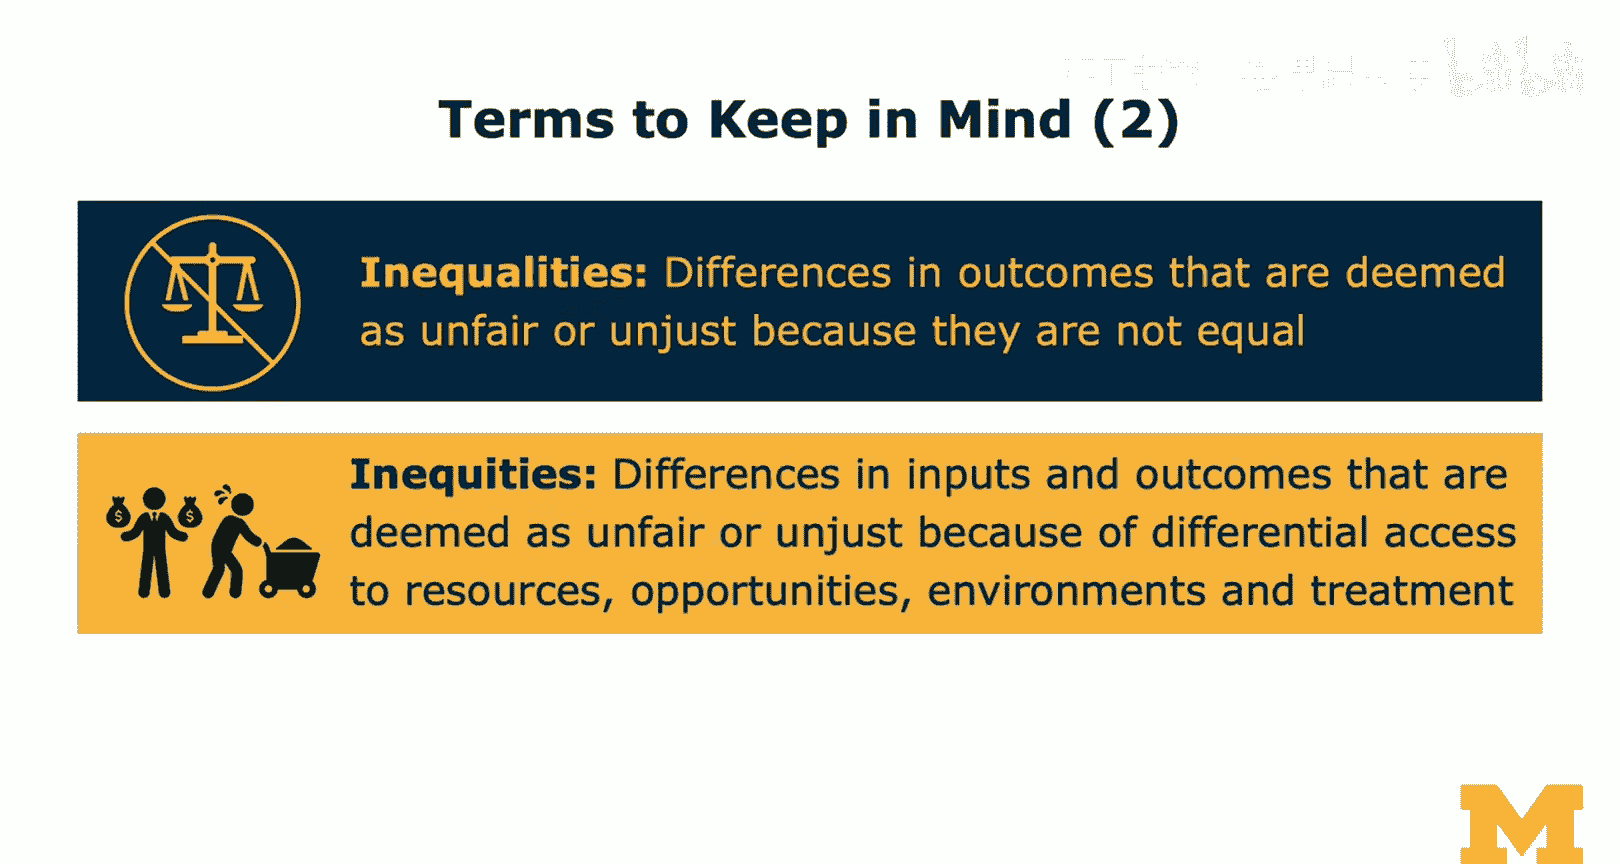 Terms to Keep in Mind (2)
Inequalities: Differences in outcomes that are deemed
as unfair or unjust because they are not equal
Inequities: Differences in inputs and outcomes that are
deemed as unfair or unjust because of differential access
to resources, opportunities, environments and treatment
$ $
M